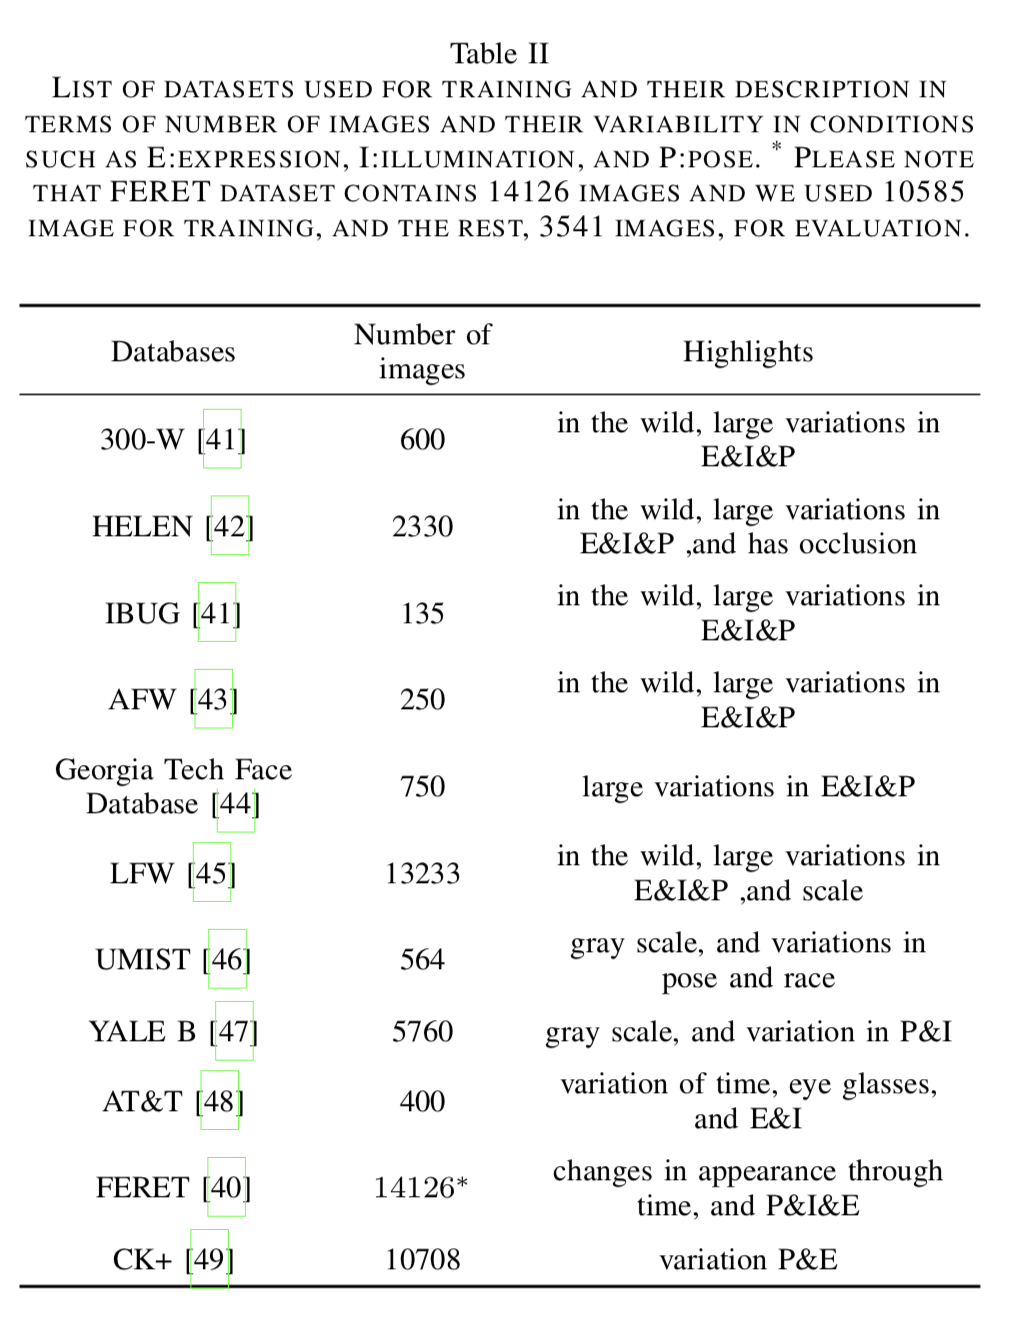 Table II
LIST OF DATASETS USED FOR TRAINING AND THEIR DESCRIPTION IN
TERMS OF NUMBER OF IMAGES AND THEIR VARIABILITY IN CONDITIONS
SUCH AS E:EXPRESSION, I:ILLUMINATION, AND P:POSE. * PLEASE NOTE
THAT FERET DATASET CONTAINS 14126 IMAGES AND WE USED 10585
IMAGE FOR TRAINING, AND THE REST, 3541 IMAGES, FOR EVALUATION.
Databases
Number of
images
Highlights
300-W [41]
600
in the wild, large variations in
E&I&P
HELEN [42]
2330
in the wild, large variations in
E&I&P ,and has occlusion
IBUG [41]
135
in the wild, large variations in
E&I&P
AFW [43]
250
in the wild, large variations in
E&I&P
Georgia Tech Face
Database [44]
750
large variations in E&I&P
LFW [45]
13233
in the wild, large variations in
E&I&P ,and scale
UMIST [46]
564
gray scale, and variations in
pose and race
YALE B [47]
5760
gray scale, and variation in P&I
AT&T [48]
400
variation of time, eye glasses,
and E&I
FERET [40]
14126*
changes in appearance through
time, and P&I&E
CK+ [49]
10708
variation P&E